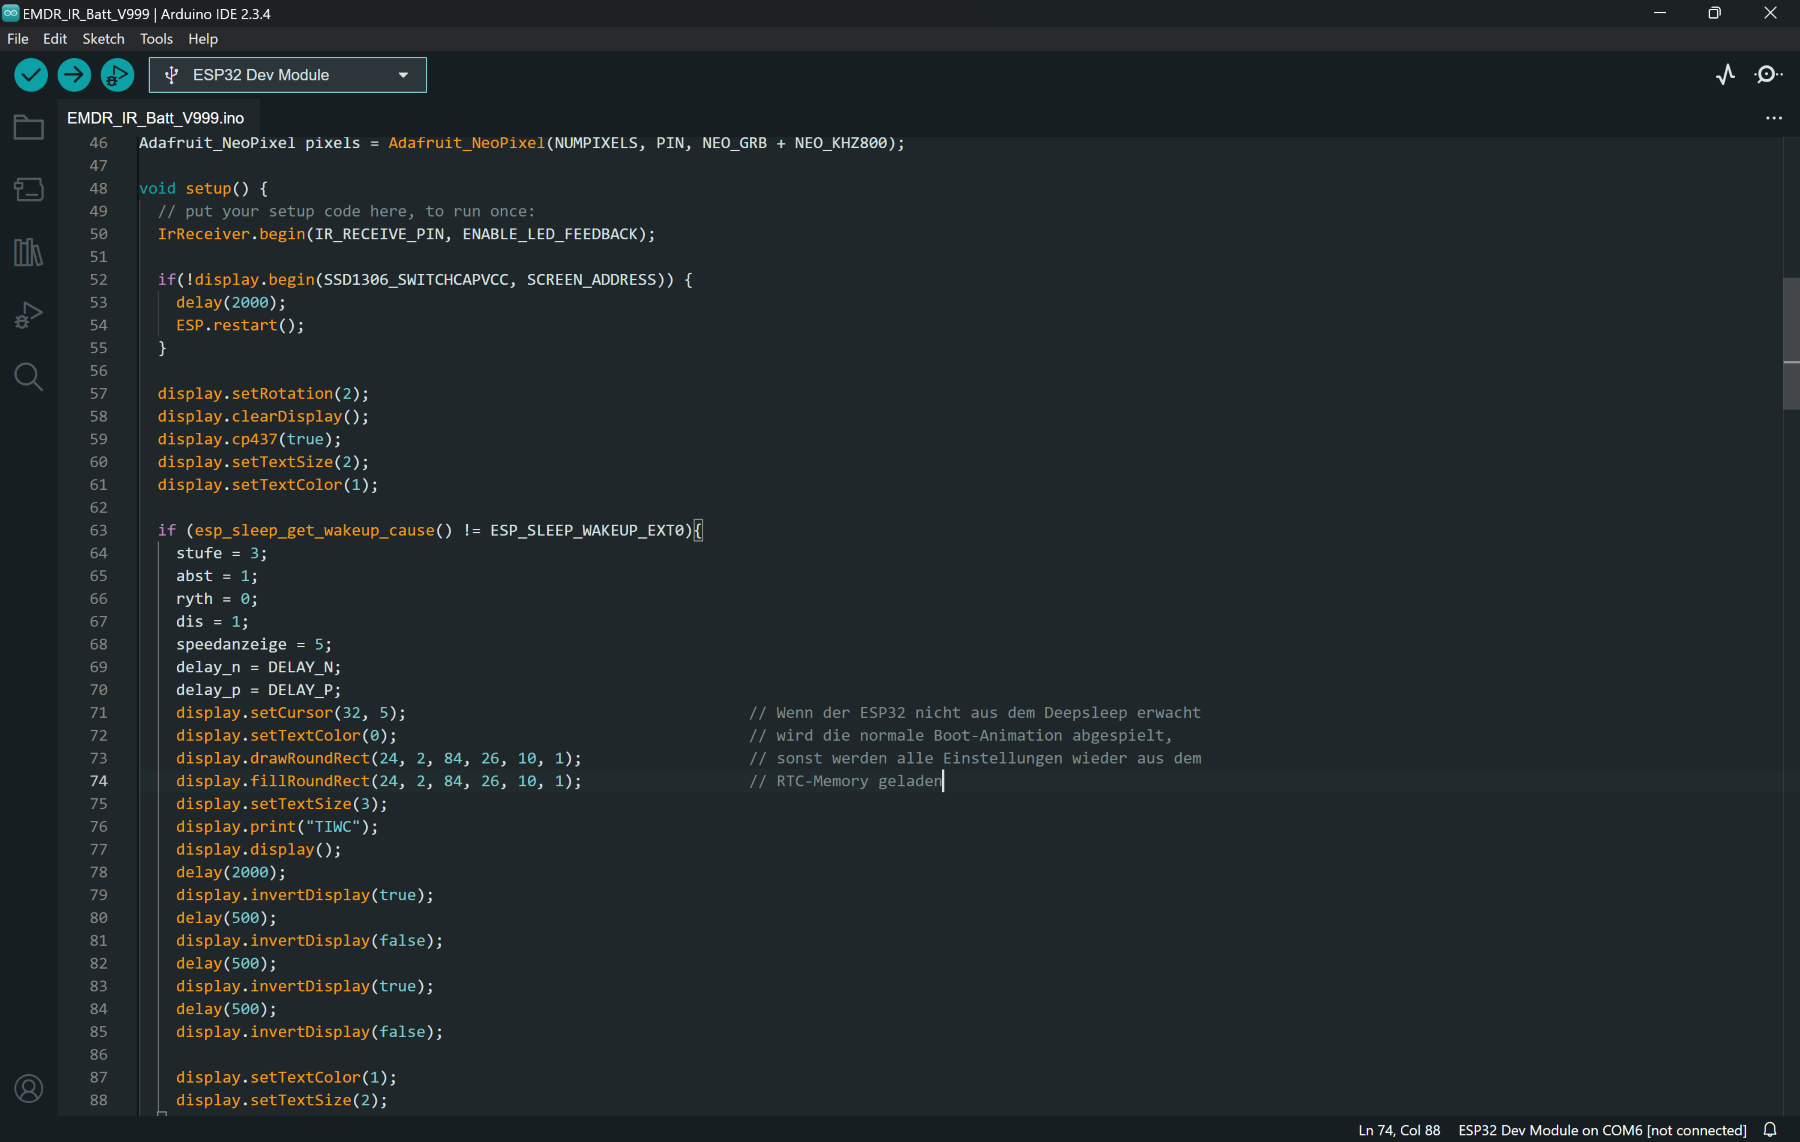 EMDR_IR_Batt_V999 | Arduino IDE 2.3.4
File Edit Sketch Tools Help
ESP32 Dev Module
EMDR_IR_Batt_V999.ino
46 Adafruit_NeoPixel pixels = Adafruit_NeoPixel(NUMPIXELS, PIN, NEO_GRB + NEO_KHZ800);
47
48 void setup() {
49 // put your setup code here, to run once:
50 IrReceiver.begin(IR_RECEIVE_PIN, ENABLE_LED_FEEDBACK);
51
52 if(!display.begin(SSD1306_SWITCHCAPVCC, SCREEN_ADDRESS)) {
53 delay(2000);
54 ESP.restart();
55 }
56
57 display.setRotation(2);
58 display.clearDisplay();
59 display.cp437(true);
60 display.setTextSize(2);
61 display.setTextColor(1);
62
63 if (esp_sleep_get_wakeup_cause() != ESP_SLEEP_WAKEUP_EXT0){
64 stufe = 3;
65 abst = 1;
66 ryth = 0;
67 dis = 1;
68 speedanzeige = 5;
69 delay_n = DELAY_N;
70 delay_p = DELAY_P;
71 display.setCursor(32, 5); // Wenn der ESP32 nicht aus dem Deepsleep erwacht
72 display.setTextColor(0); // wird die normale Boot-Animation abgespielt,
73 display.drawRoundRect(24, 2, 84, 26, 10, 1); // sonst werden alle Einstellungen wieder aus dem
74 display.fillRoundRect(24, 2, 84, 26, 10, 1); // RTC-Memory geladen
75 display.setTextSize(3);
76 display.print("TIWC");
77 display.display();
78 delay(2000);
79 display.invertDisplay(true);
80 delay(500);
81 display.invertDisplay(false);
82 delay(500);
83 display.invertDisplay(true);
84 delay(500);
85 display.invertDisplay(false);
86
87 display.setTextColor(1);
88 display.setTextSize(2);
Ln 74, Col 88 ESP32 Dev Module on COM6 [not connected]